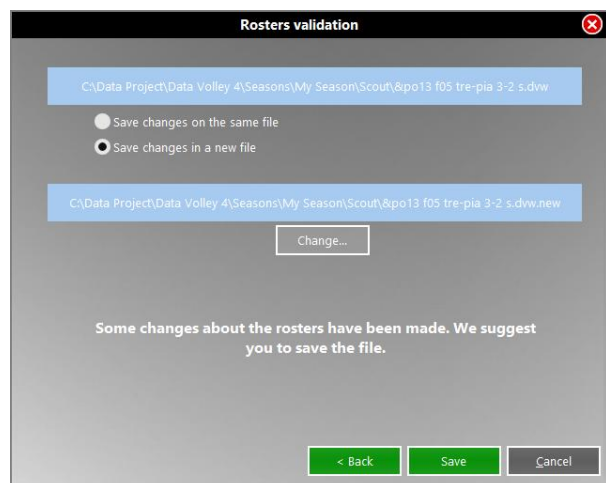 Rosters validation
C:\Data Project\Data Volley 4\Seasons\My Season\Scout\&po13 f05 tre-pia 3-2 s.dvw
Save changes on the same file
Save changes in a new file
C:\Data Project\Data Volley 4\Seasons\My Season\Scout\&po13 f05 tre-pia 3-2 s.dvw.new
Change...
Some changes about the rosters have been made. We suggest
you to save the file.
< Back Save Cancel